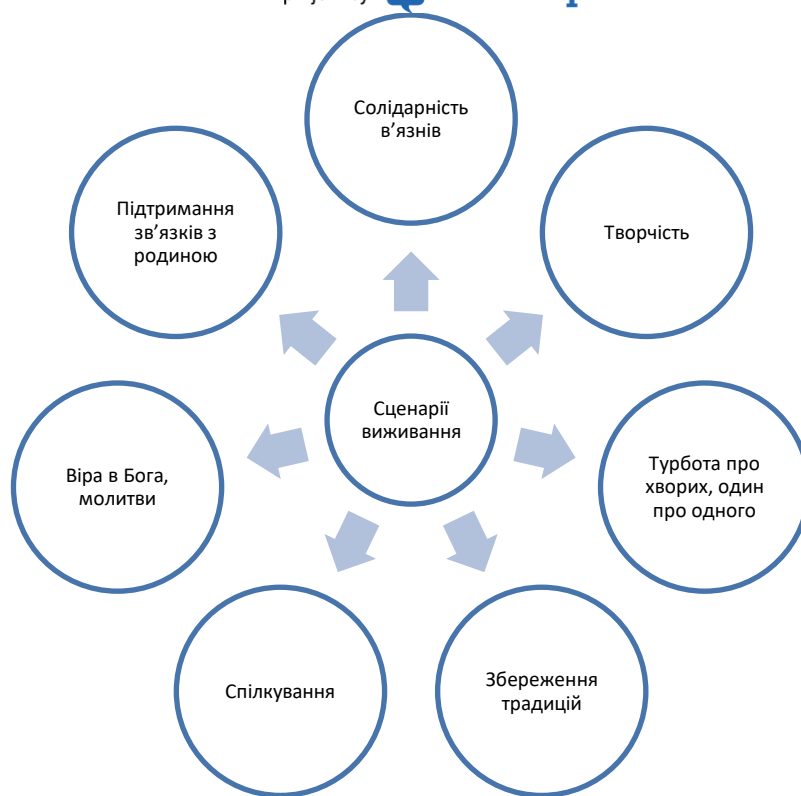 Солідарність
в’язнів
Творчість
Турбота про
хворих, один
про одного
Збереження
традицій
Спілкування
Віра в Бога,
молитви
Підтримання
зв’язків з
родиною
Сценарії
виживання